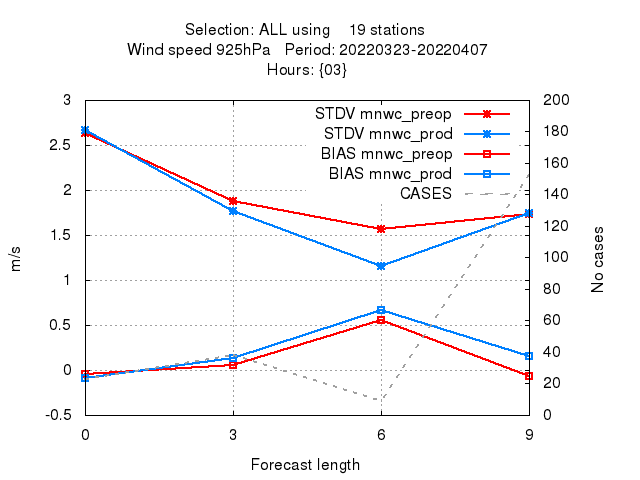 Selection: ALL using 19 stations
Wind speed 925hPa Period: 20220323-20220407
Hours: {03}
3 200
STDV mnwc_preop
180
STDV mnwc_prod
2.5
BIAS mnwc_preop
160
BIAS mnwc_prod
2
CASES
140
1.5
120
m/s
No cases
1 100
80
0.5
60
40
0
20
-0.5 0
0 3 6 9
Forecast length